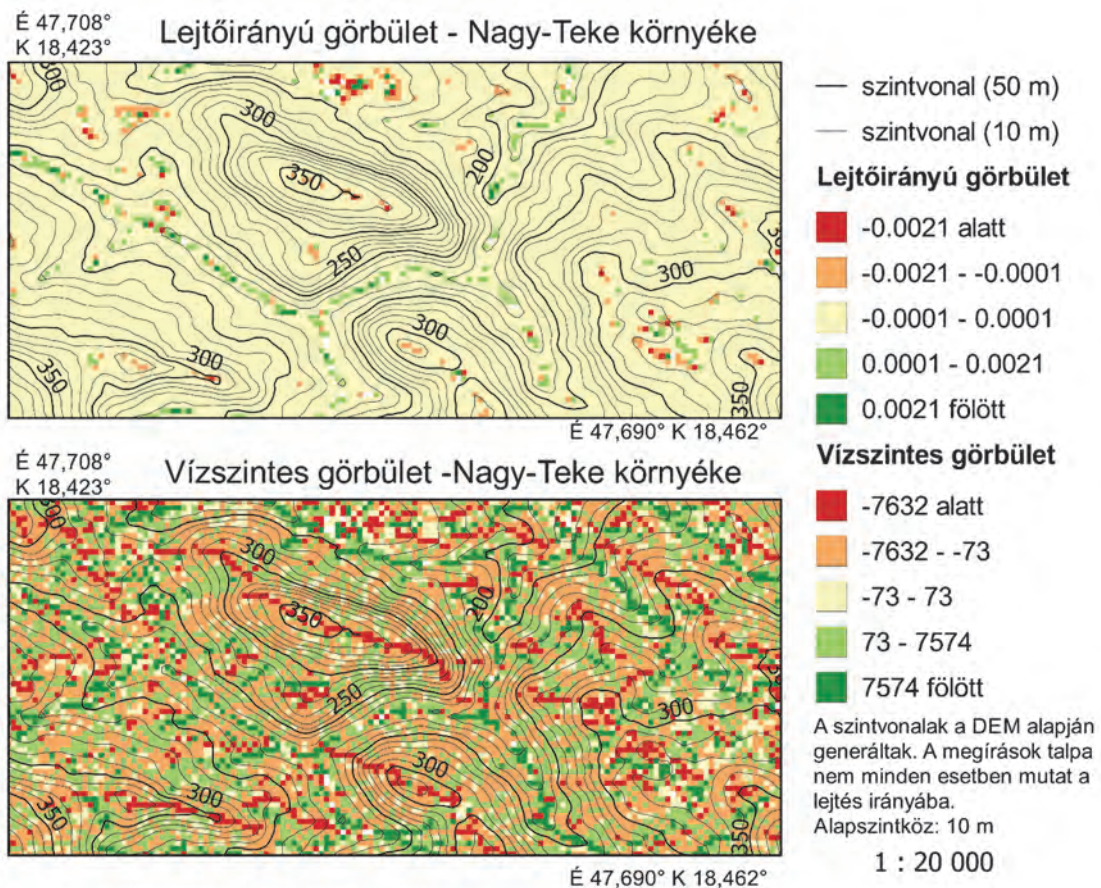 É 47,708°
K 18,423°
Lejtőirányú görbület - Nagy-Teke környéke
300
300
350
200
250
300
300
300
350
350
É 47,690° K 18,462°
szintvonal (50 m)
szintvonal (10 m)
Lejtőirányú görbület
-0.0021 alatt
-0.0021 - -0.0001
-0.0001 - 0.0001
0.0001 - 0.0021
0.0021 fölött
É 47,708°
K 18,423°
Vízszintes görbület -Nagy-Teke környéke
300
300
350
200
250
300
300
300
350
350
É 47,690° K 18,462°
Vízszintes görbület
-7632 alatt
-7632 - -73
-73 - 73
73 - 7574
7574 fölött
A szintvonalak a DEM alapján
generáltak. A megírások talpa
nem minden esetben mutat a
lejtés irányába.
Alapszintköz: 10 m
1 : 20 000